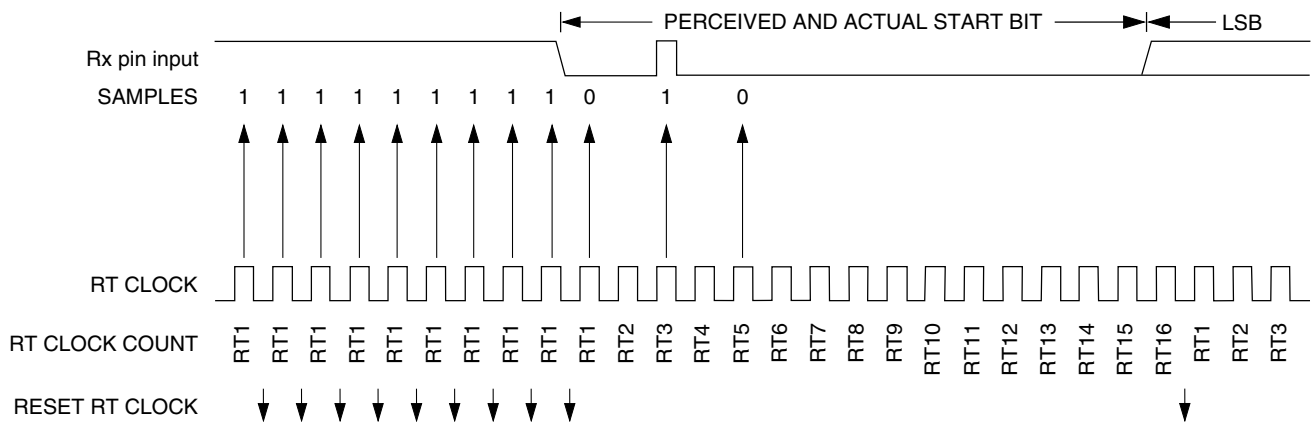 PERCEIVED AND ACTUAL START BIT LSB
Rx pin input
SAMPLES 1 1 1 1 1 1 1 1 1 0 1 0
RT CLOCK
RT CLOCK COUNT RT1 RT1 RT1 RT1 RT1 RT1 RT1 RT1 RT1 RT1 RT2 RT3 RT4 RT5 RT6 RT7 RT8 RT9 RT10 RT11 RT12 RT13 RT14 RT15 RT16 RT1 RT2 RT3
RESET RT CLOCK